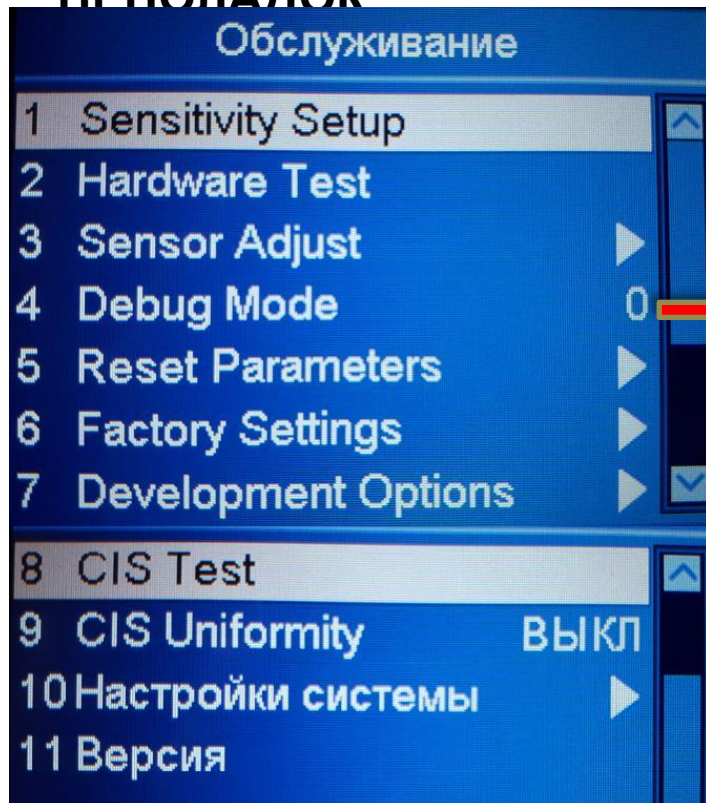 Обслуживание
1 Sensitivity Setup
2 Hardware Test
3 Sensor Adjust
4 Debug Mode 0
5 Reset Parameters
6 Factory Settings
7 Development Options
8 CIS Test
9 CIS Uniformity ВЫКЛ
10 Настройки системы
11 Версия